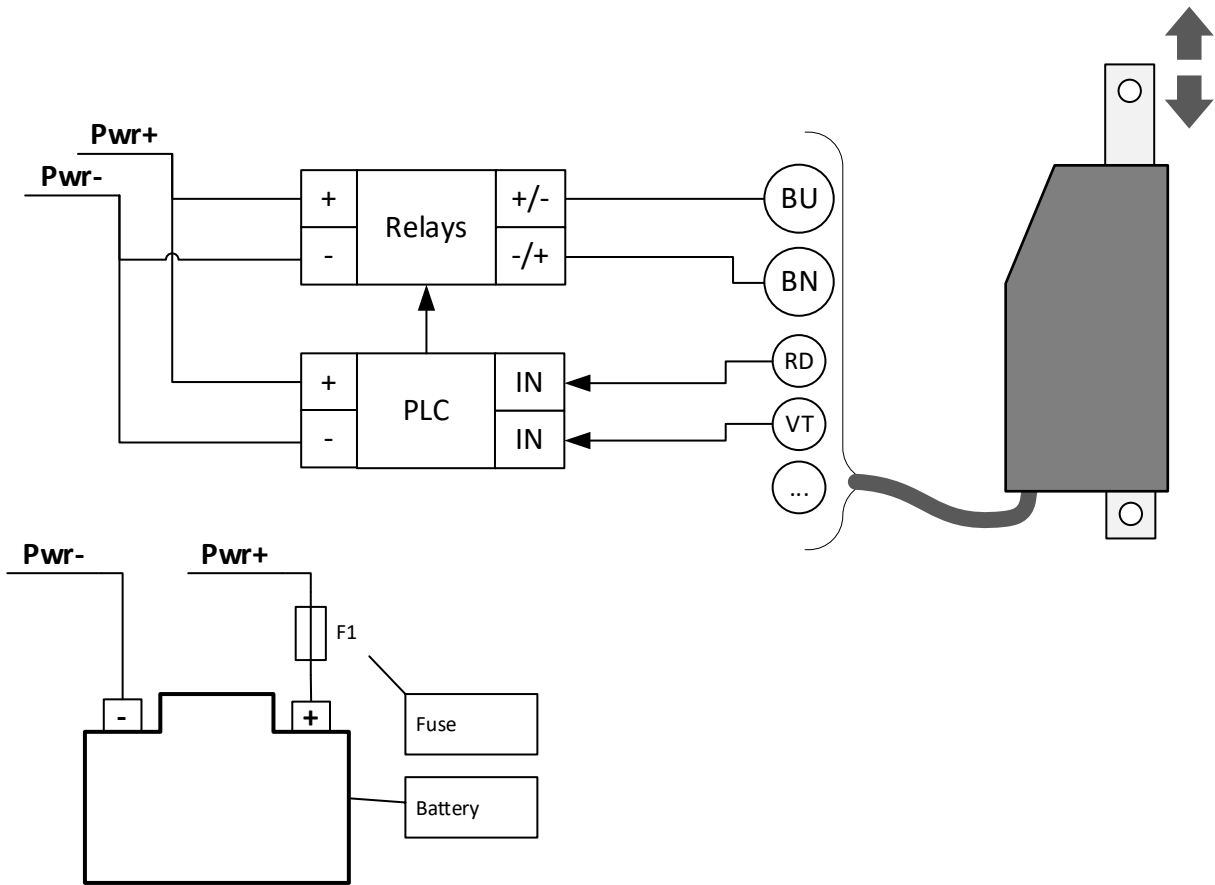 Pwr+
Pwr-
+
Relays
+/-
-
-/+
BU
BN
+
PLC
IN
-
IN
RD
VT
...
Pwr-
Pwr+
F1
-
+
Fuse
Battery